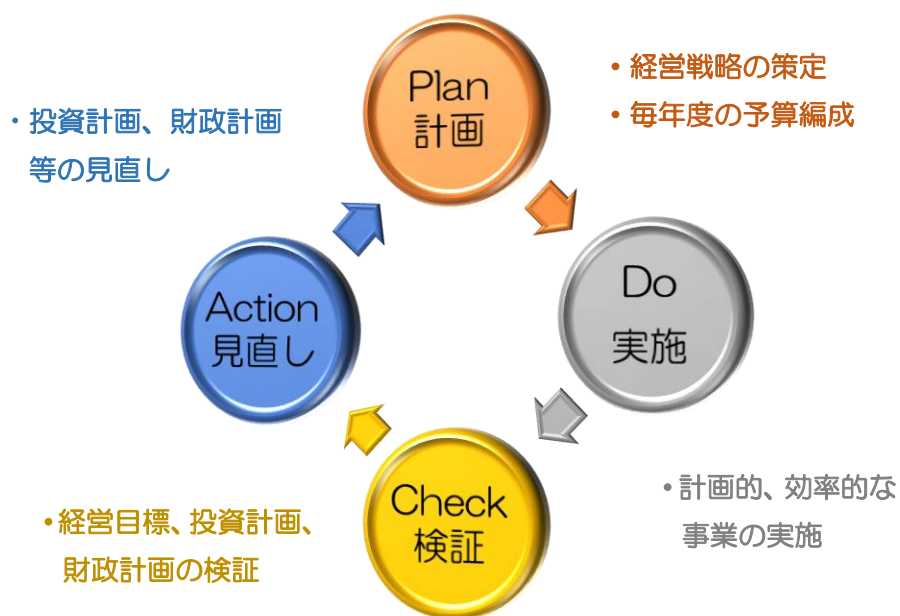 Plan
計画
・経営戦略の策定
・毎年度の予算編成
Do
実施
・計画的、効率的な
事業の実施
Check
検証
・経営目標、投資計画、
財政計画の検証
Action
見直し
・投資計画、財政計画
等の見直し